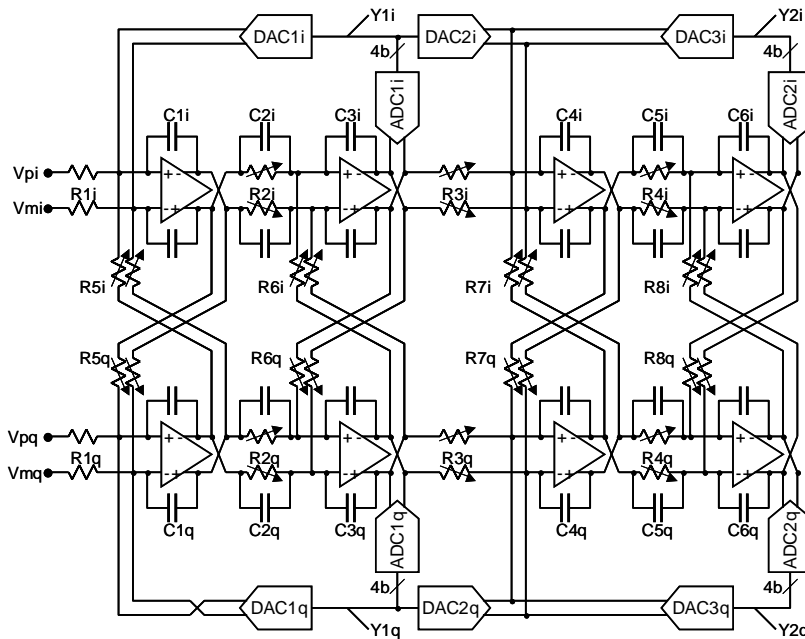 Y1i Y2i
DAC1i DAC2i DAC3i
4b 4b
ADC1i ADC2i
C1i C2i C3i C4i C5i C6i
Vpi + - + - + - + -
R1i R2i R3i R4i
Vmi - + - + - + - +
R5i R6i R7i R8i
R5q R6q R7q R8q
Vpq + - + - + - + -
R1q R2q R3q R4q
Vmq - + - + - + - +
C1q C2q C3q C4q C5q C6q
ADC1q ADC2q
4b 4b
DAC1q DAC2q DAC3q
Y1q Y2q